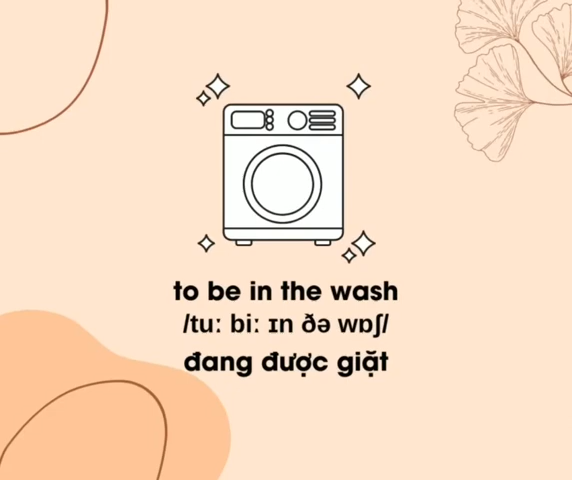 to be in the wash
/tuː biː ɪn ðə wɒʃ/
đang được giặt